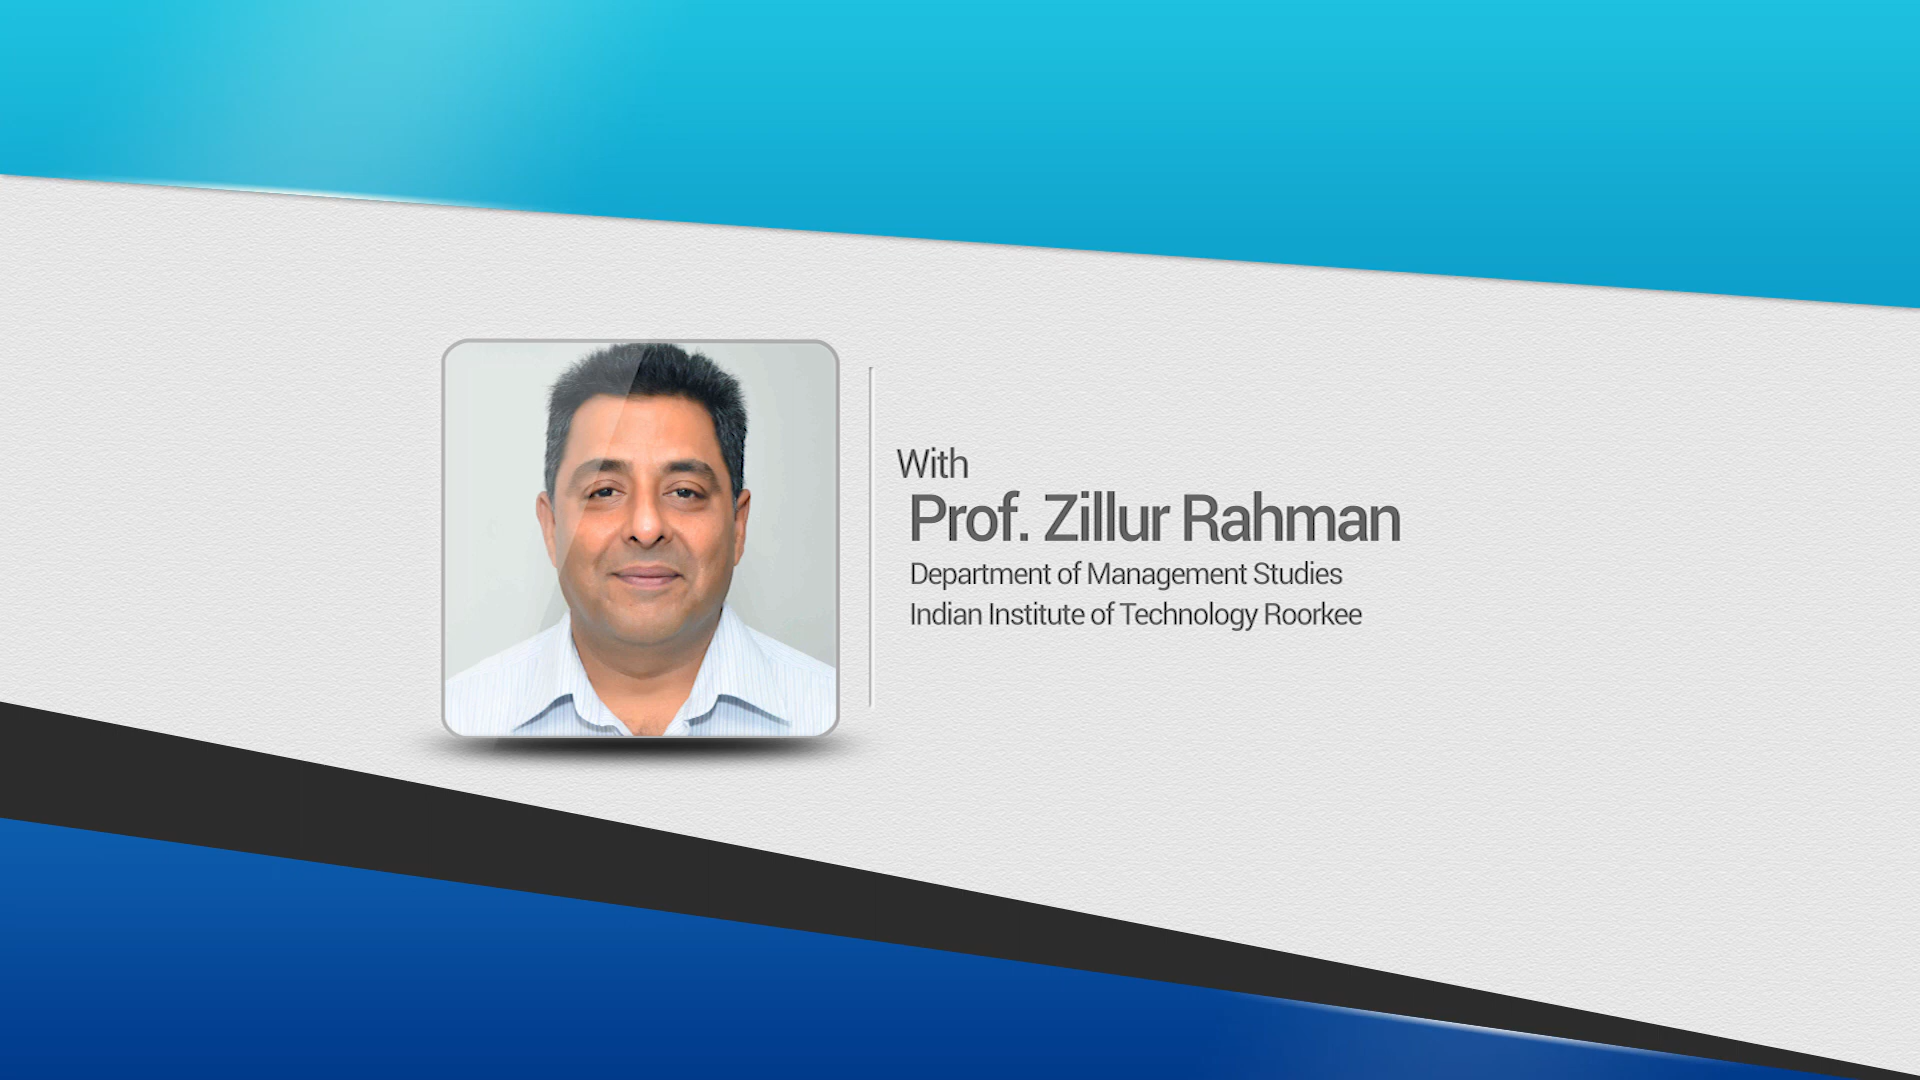 With
Prof. Zillur Rahman
Department of Management Studies
Indian Institute of Technology Roorkee